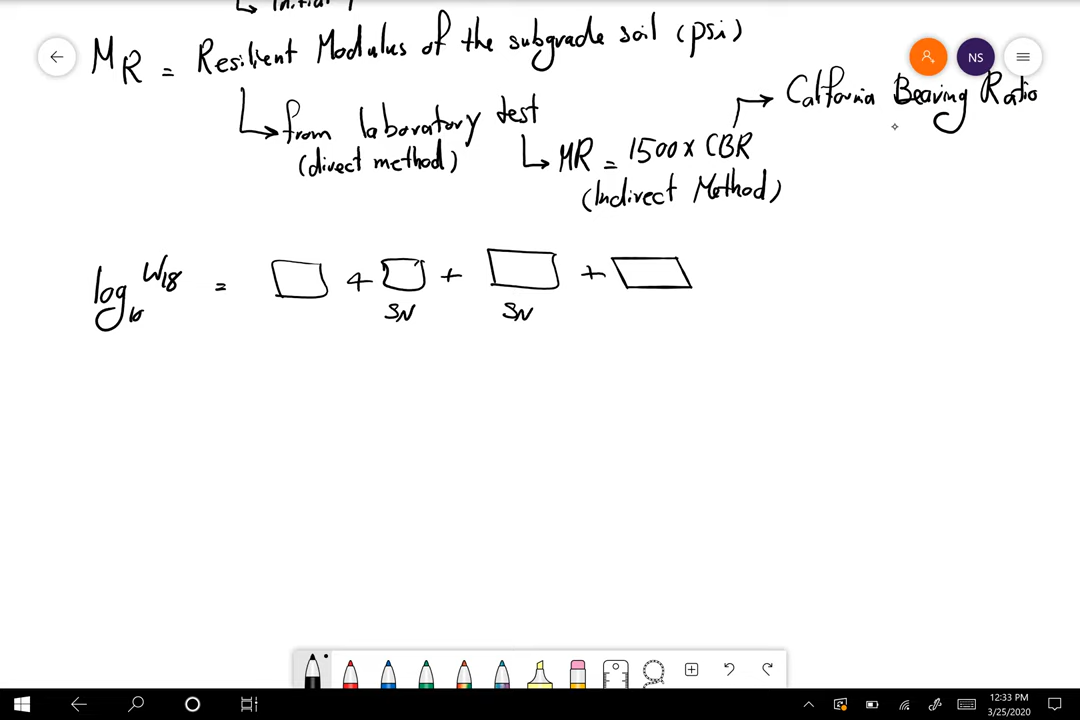 ↳ Initial
MR = Resilient Modulus of the subgrade soil (psi)
NS
California Bearing Ratio
from laboratory test
(direct method)
MR = 1500 x CBR
(Indirect Method)
log10 W18 = □ + □ + □ + □
SN SN
12:33 PM
3/25/2020